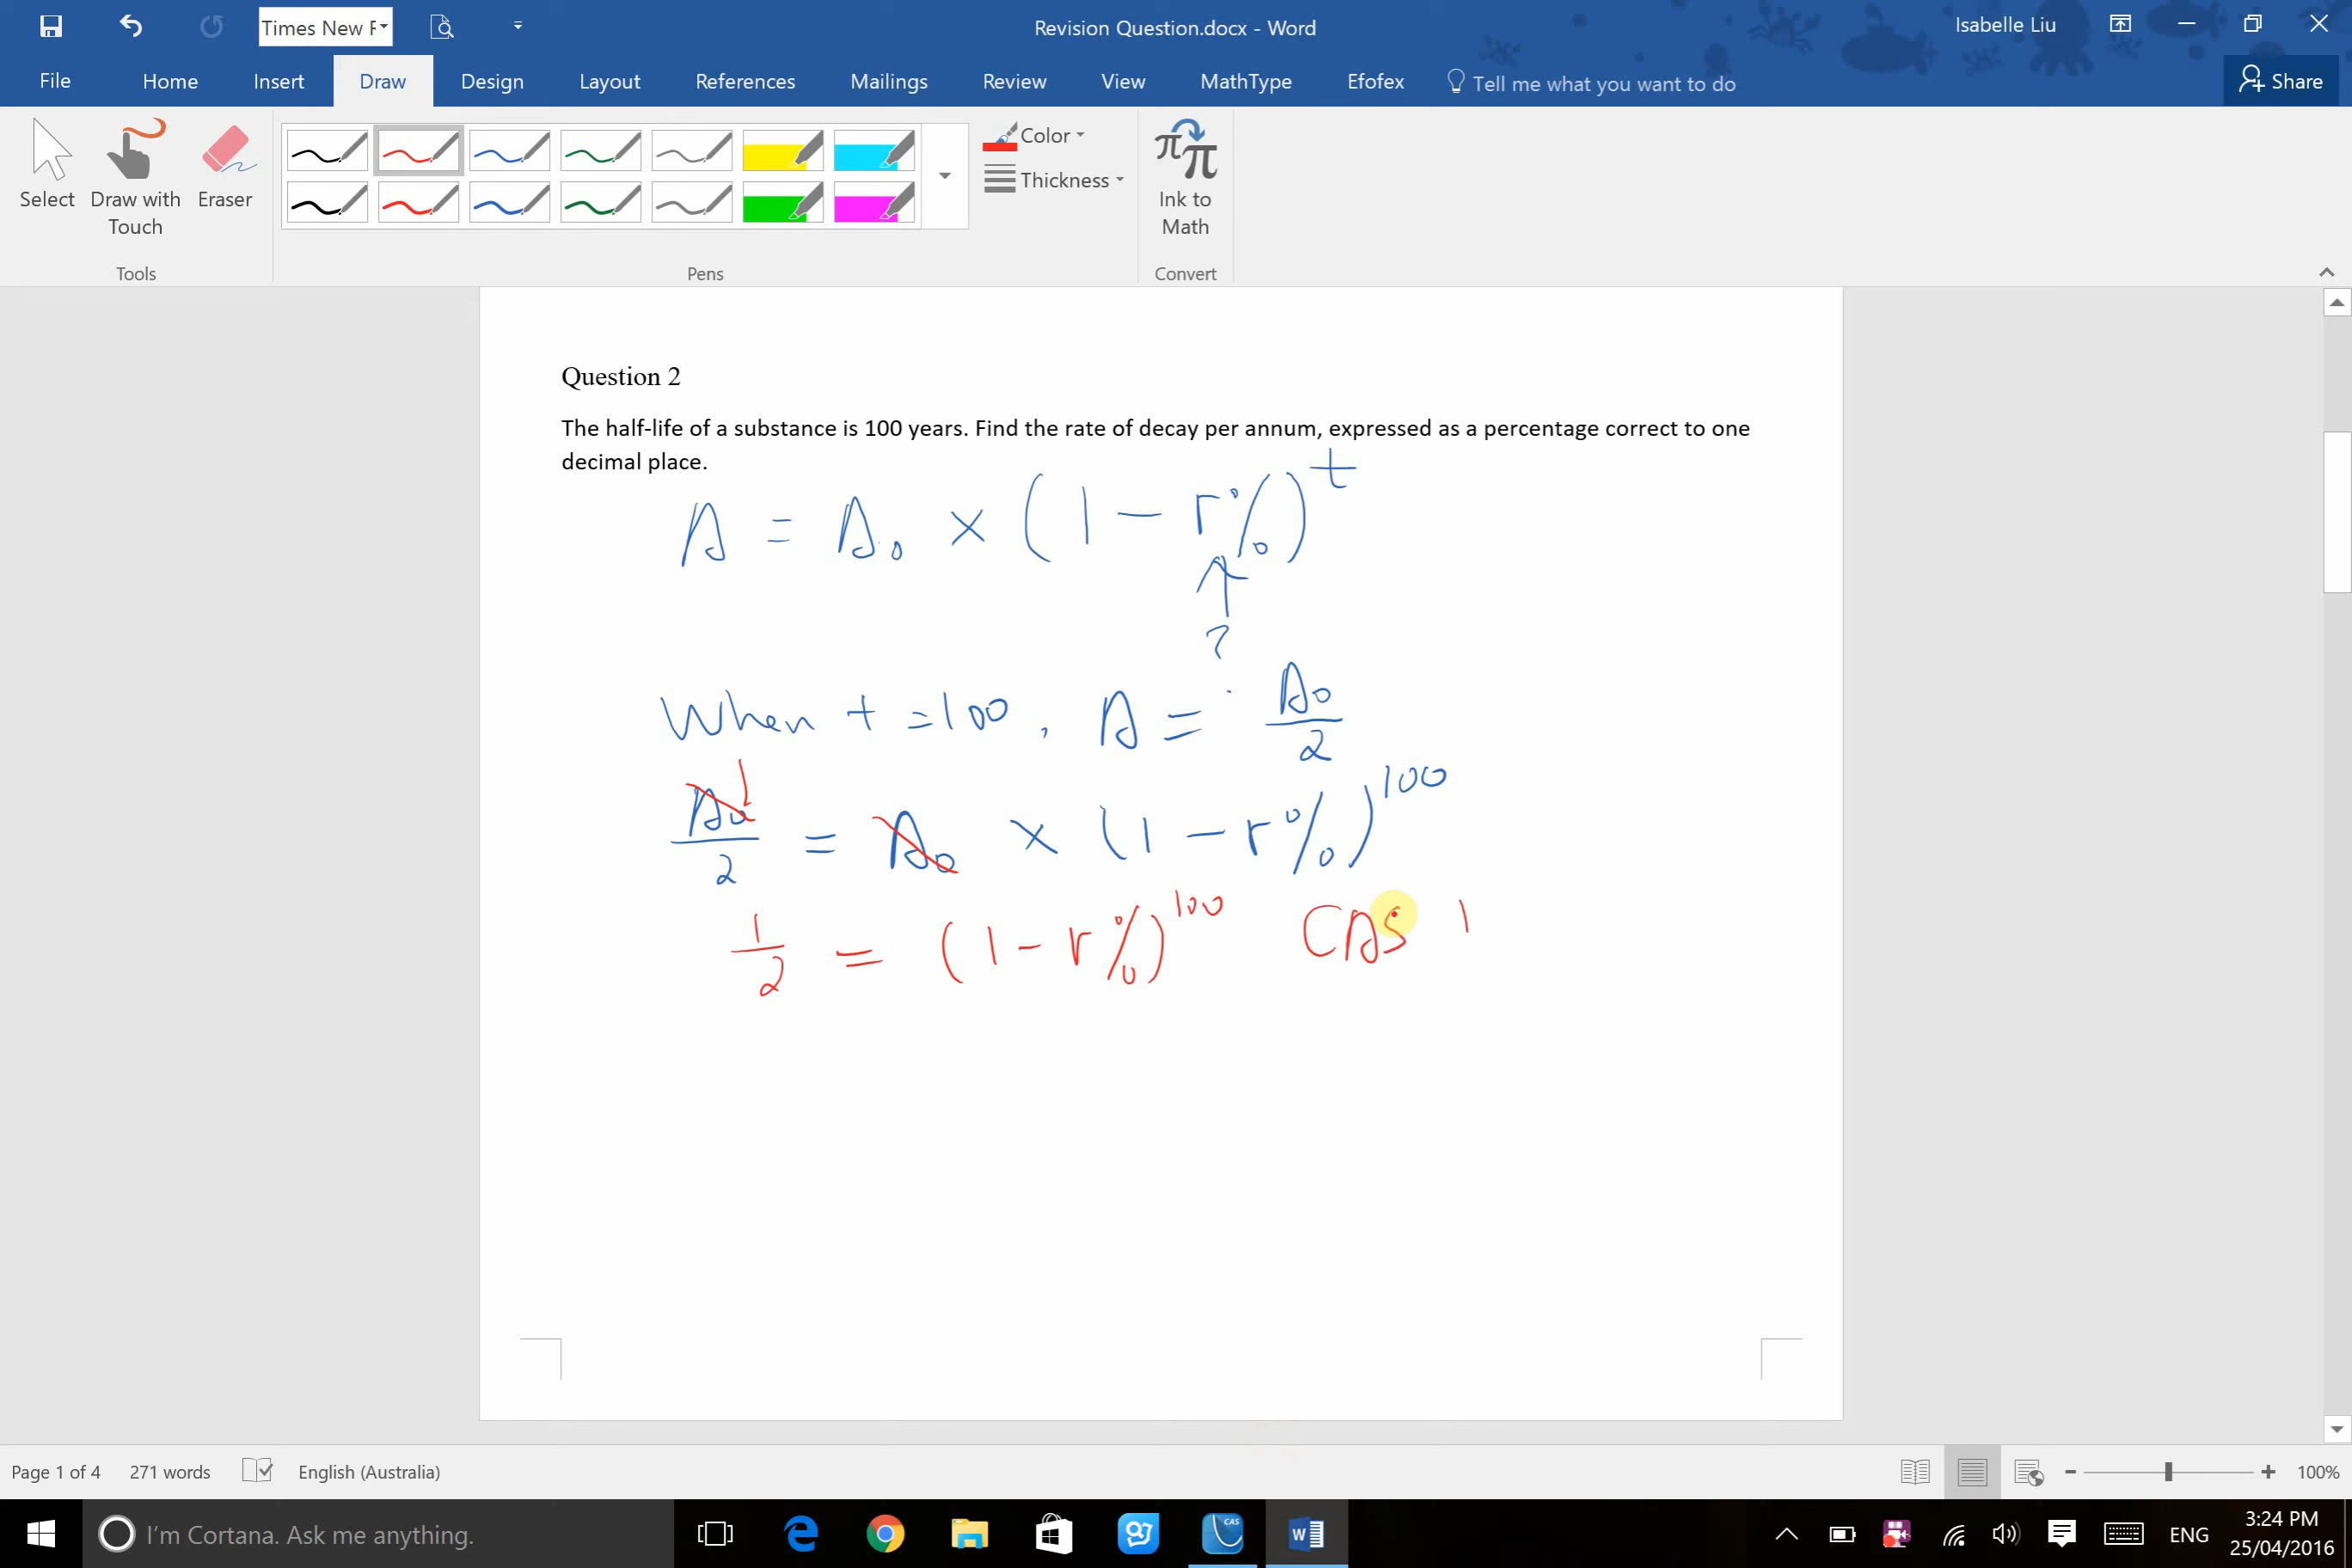 Times New F
Revision Question.docx - Word
Isabelle Liu
File Home Insert Draw Design Layout References Mailings Review View MathType Efofex Tell me what you want to do Share
Select
Draw with
Touch
Eraser
Color
Thickness
Ink to
Math
Tools
Pens
Convert
Question 2
The half-life of a substance is 100 years. Find the rate of decay per annum, expressed as a percentage correct to one
decimal place.
A = A₀ × (1 - r%)^t
↑
?
When t = 100, A = A₀/2
A₀/2 = A₀ × (1 - r%)^100
1
1/2 = (1 - r%)^100 CAS
Page 1 of 4 271 words English (Australia) 100%
I'm Cortana. Ask me anything.
CAS
ENG
3:24 PM
25/04/2016